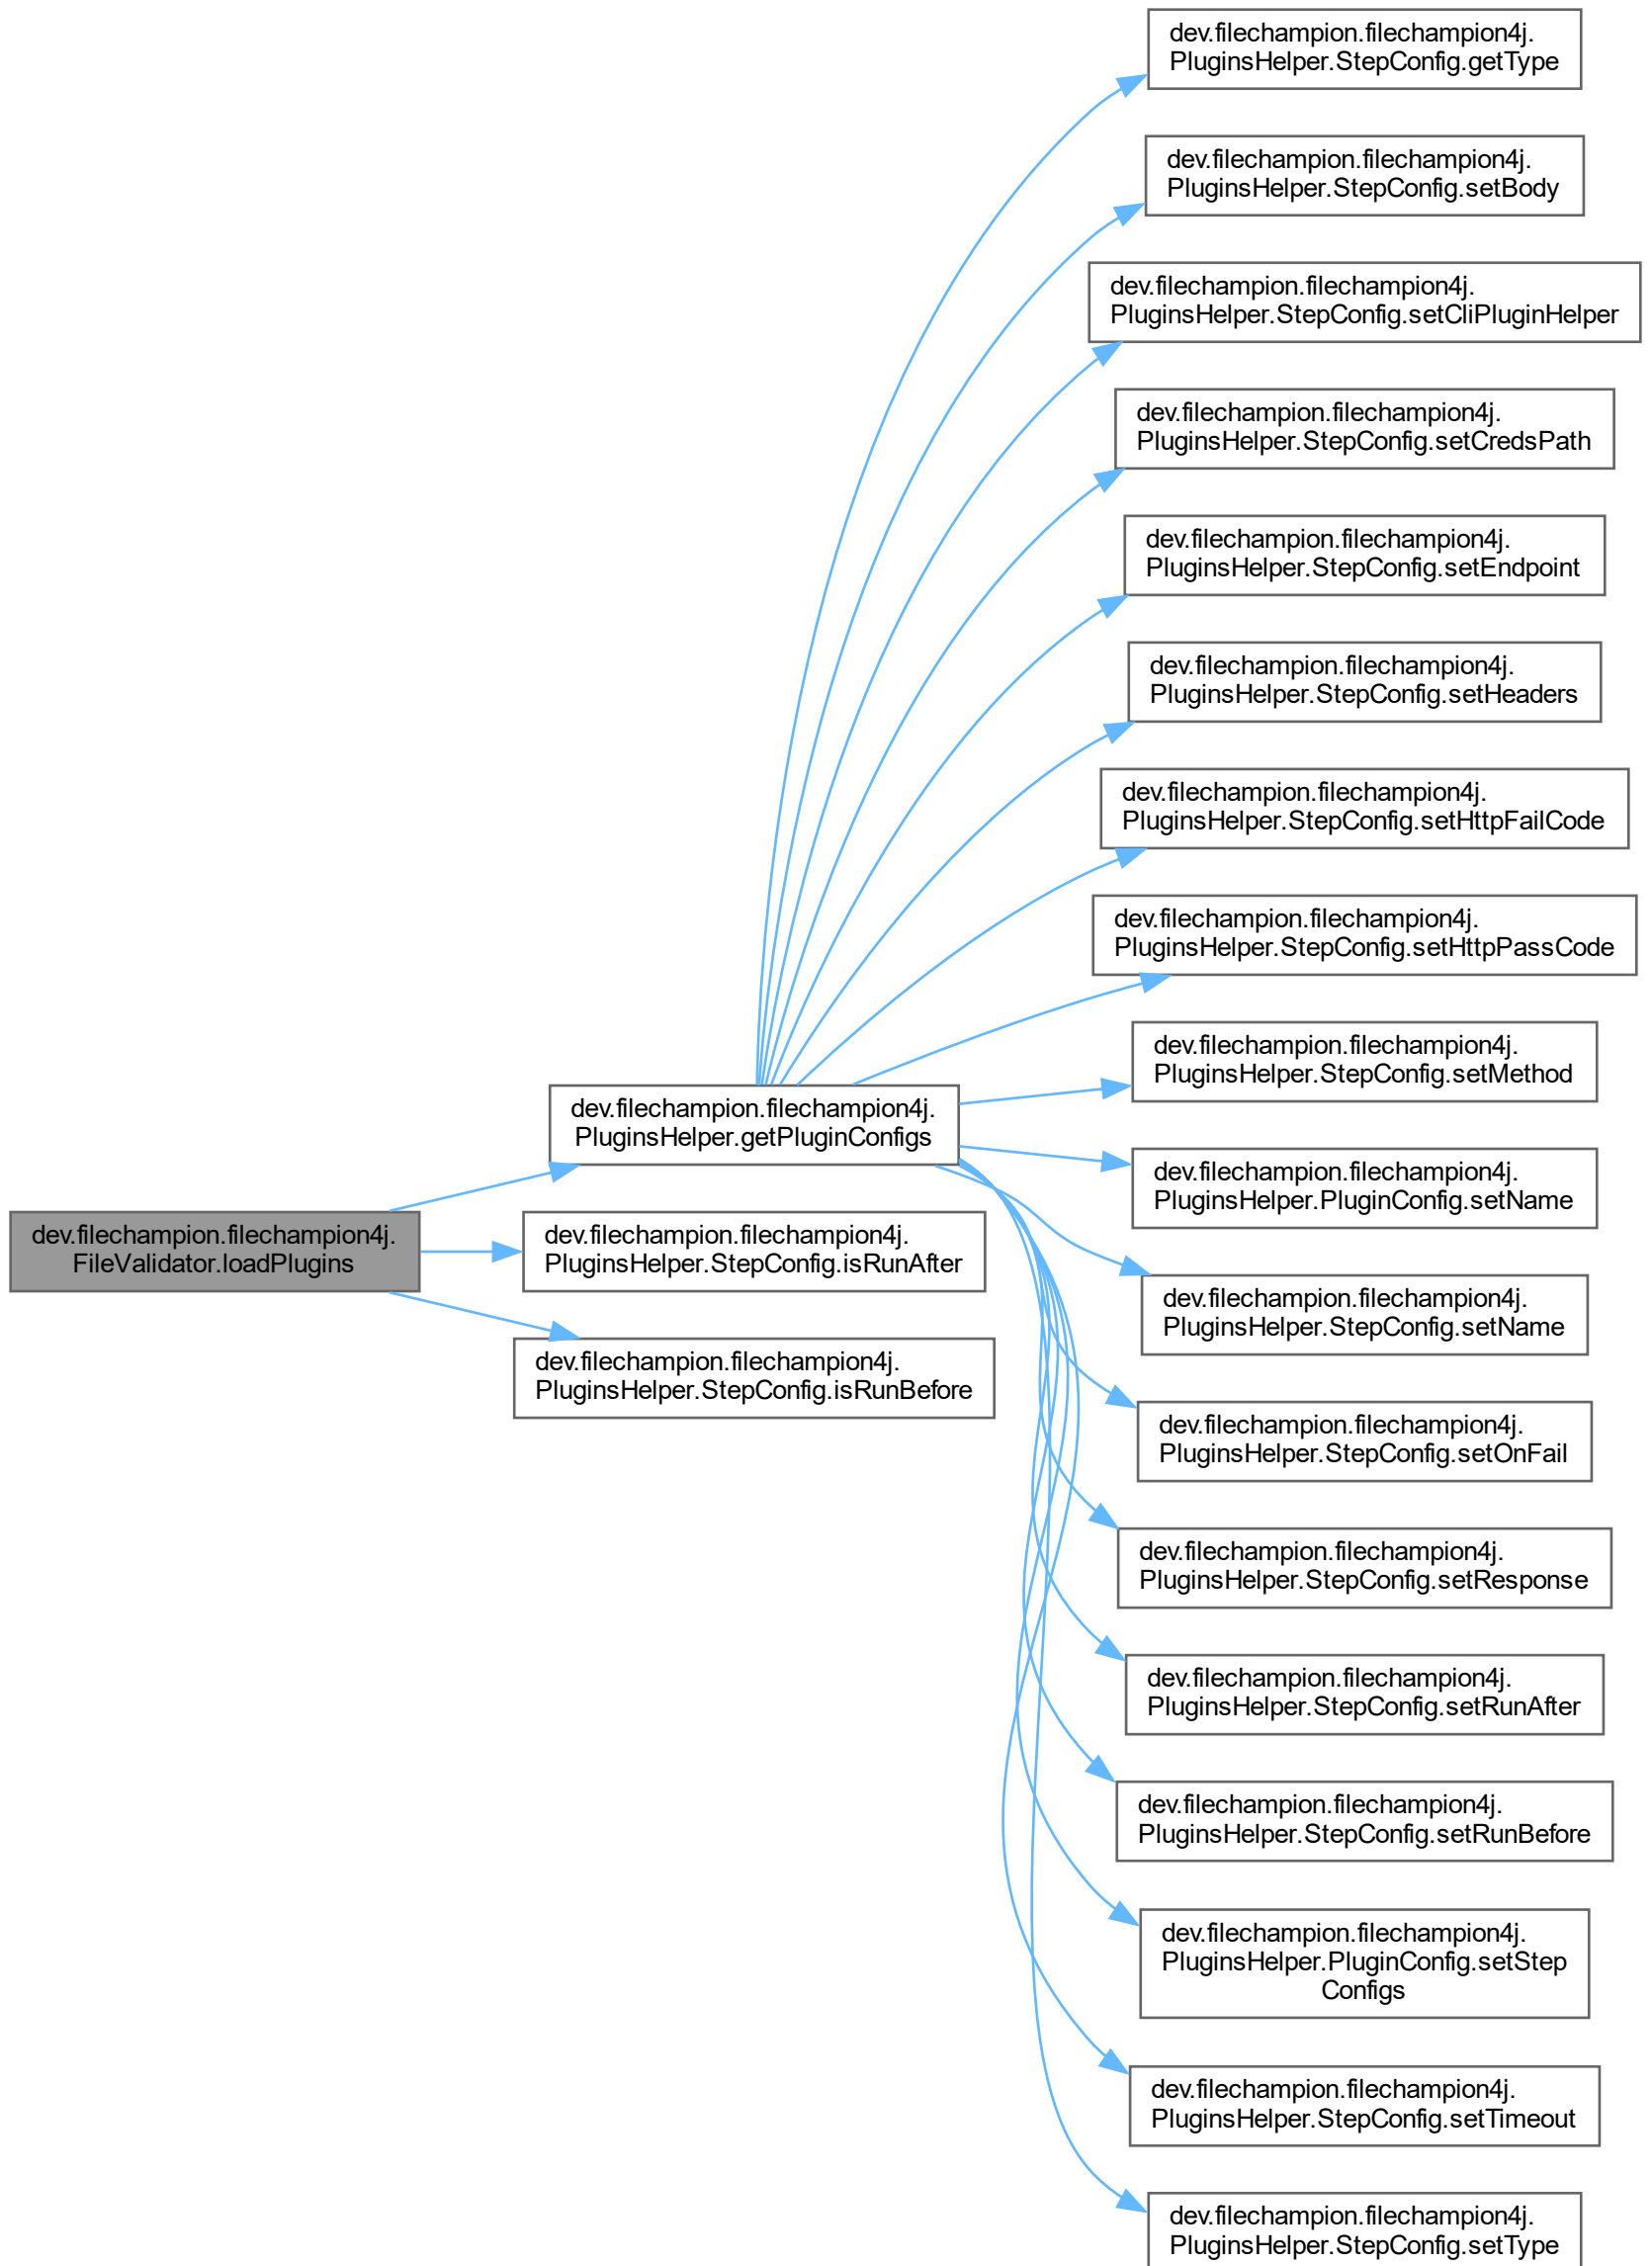 dev.filechampion.filechampion4j.
FileValidator.loadPlugins
dev.filechampion.filechampion4j.
PluginsHelper.getPluginConfigs
dev.filechampion.filechampion4j.
PluginsHelper.StepConfig.isRunAfter
dev.filechampion.filechampion4j.
PluginsHelper.StepConfig.isRunBefore
dev.filechampion.filechampion4j.
PluginsHelper.StepConfig.getType
dev.filechampion.filechampion4j.
PluginsHelper.StepConfig.setBody
dev.filechampion.filechampion4j.
PluginsHelper.StepConfig.setCliPluginHelper
dev.filechampion.filechampion4j.
PluginsHelper.StepConfig.setCredsPath
dev.filechampion.filechampion4j.
PluginsHelper.StepConfig.setEndpoint
dev.filechampion.filechampion4j.
PluginsHelper.StepConfig.setHeaders
dev.filechampion.filechampion4j.
PluginsHelper.StepConfig.setHttpFailCode
dev.filechampion.filechampion4j.
PluginsHelper.StepConfig.setHttpPassCode
dev.filechampion.filechampion4j.
PluginsHelper.StepConfig.setMethod
dev.filechampion.filechampion4j.
PluginsHelper.PluginConfig.setName
dev.filechampion.filechampion4j.
PluginsHelper.StepConfig.setName
dev.filechampion.filechampion4j.
PluginsHelper.StepConfig.setOnFail
dev.filechampion.filechampion4j.
PluginsHelper.StepConfig.setResponse
dev.filechampion.filechampion4j.
PluginsHelper.StepConfig.setRunAfter
dev.filechampion.filechampion4j.
PluginsHelper.StepConfig.setRunBefore
dev.filechampion.filechampion4j.
PluginsHelper.PluginConfig.setStep
Configs
dev.filechampion.filechampion4j.
PluginsHelper.StepConfig.setTimeout
dev.filechampion.filechampion4j.
PluginsHelper.StepConfig.setType